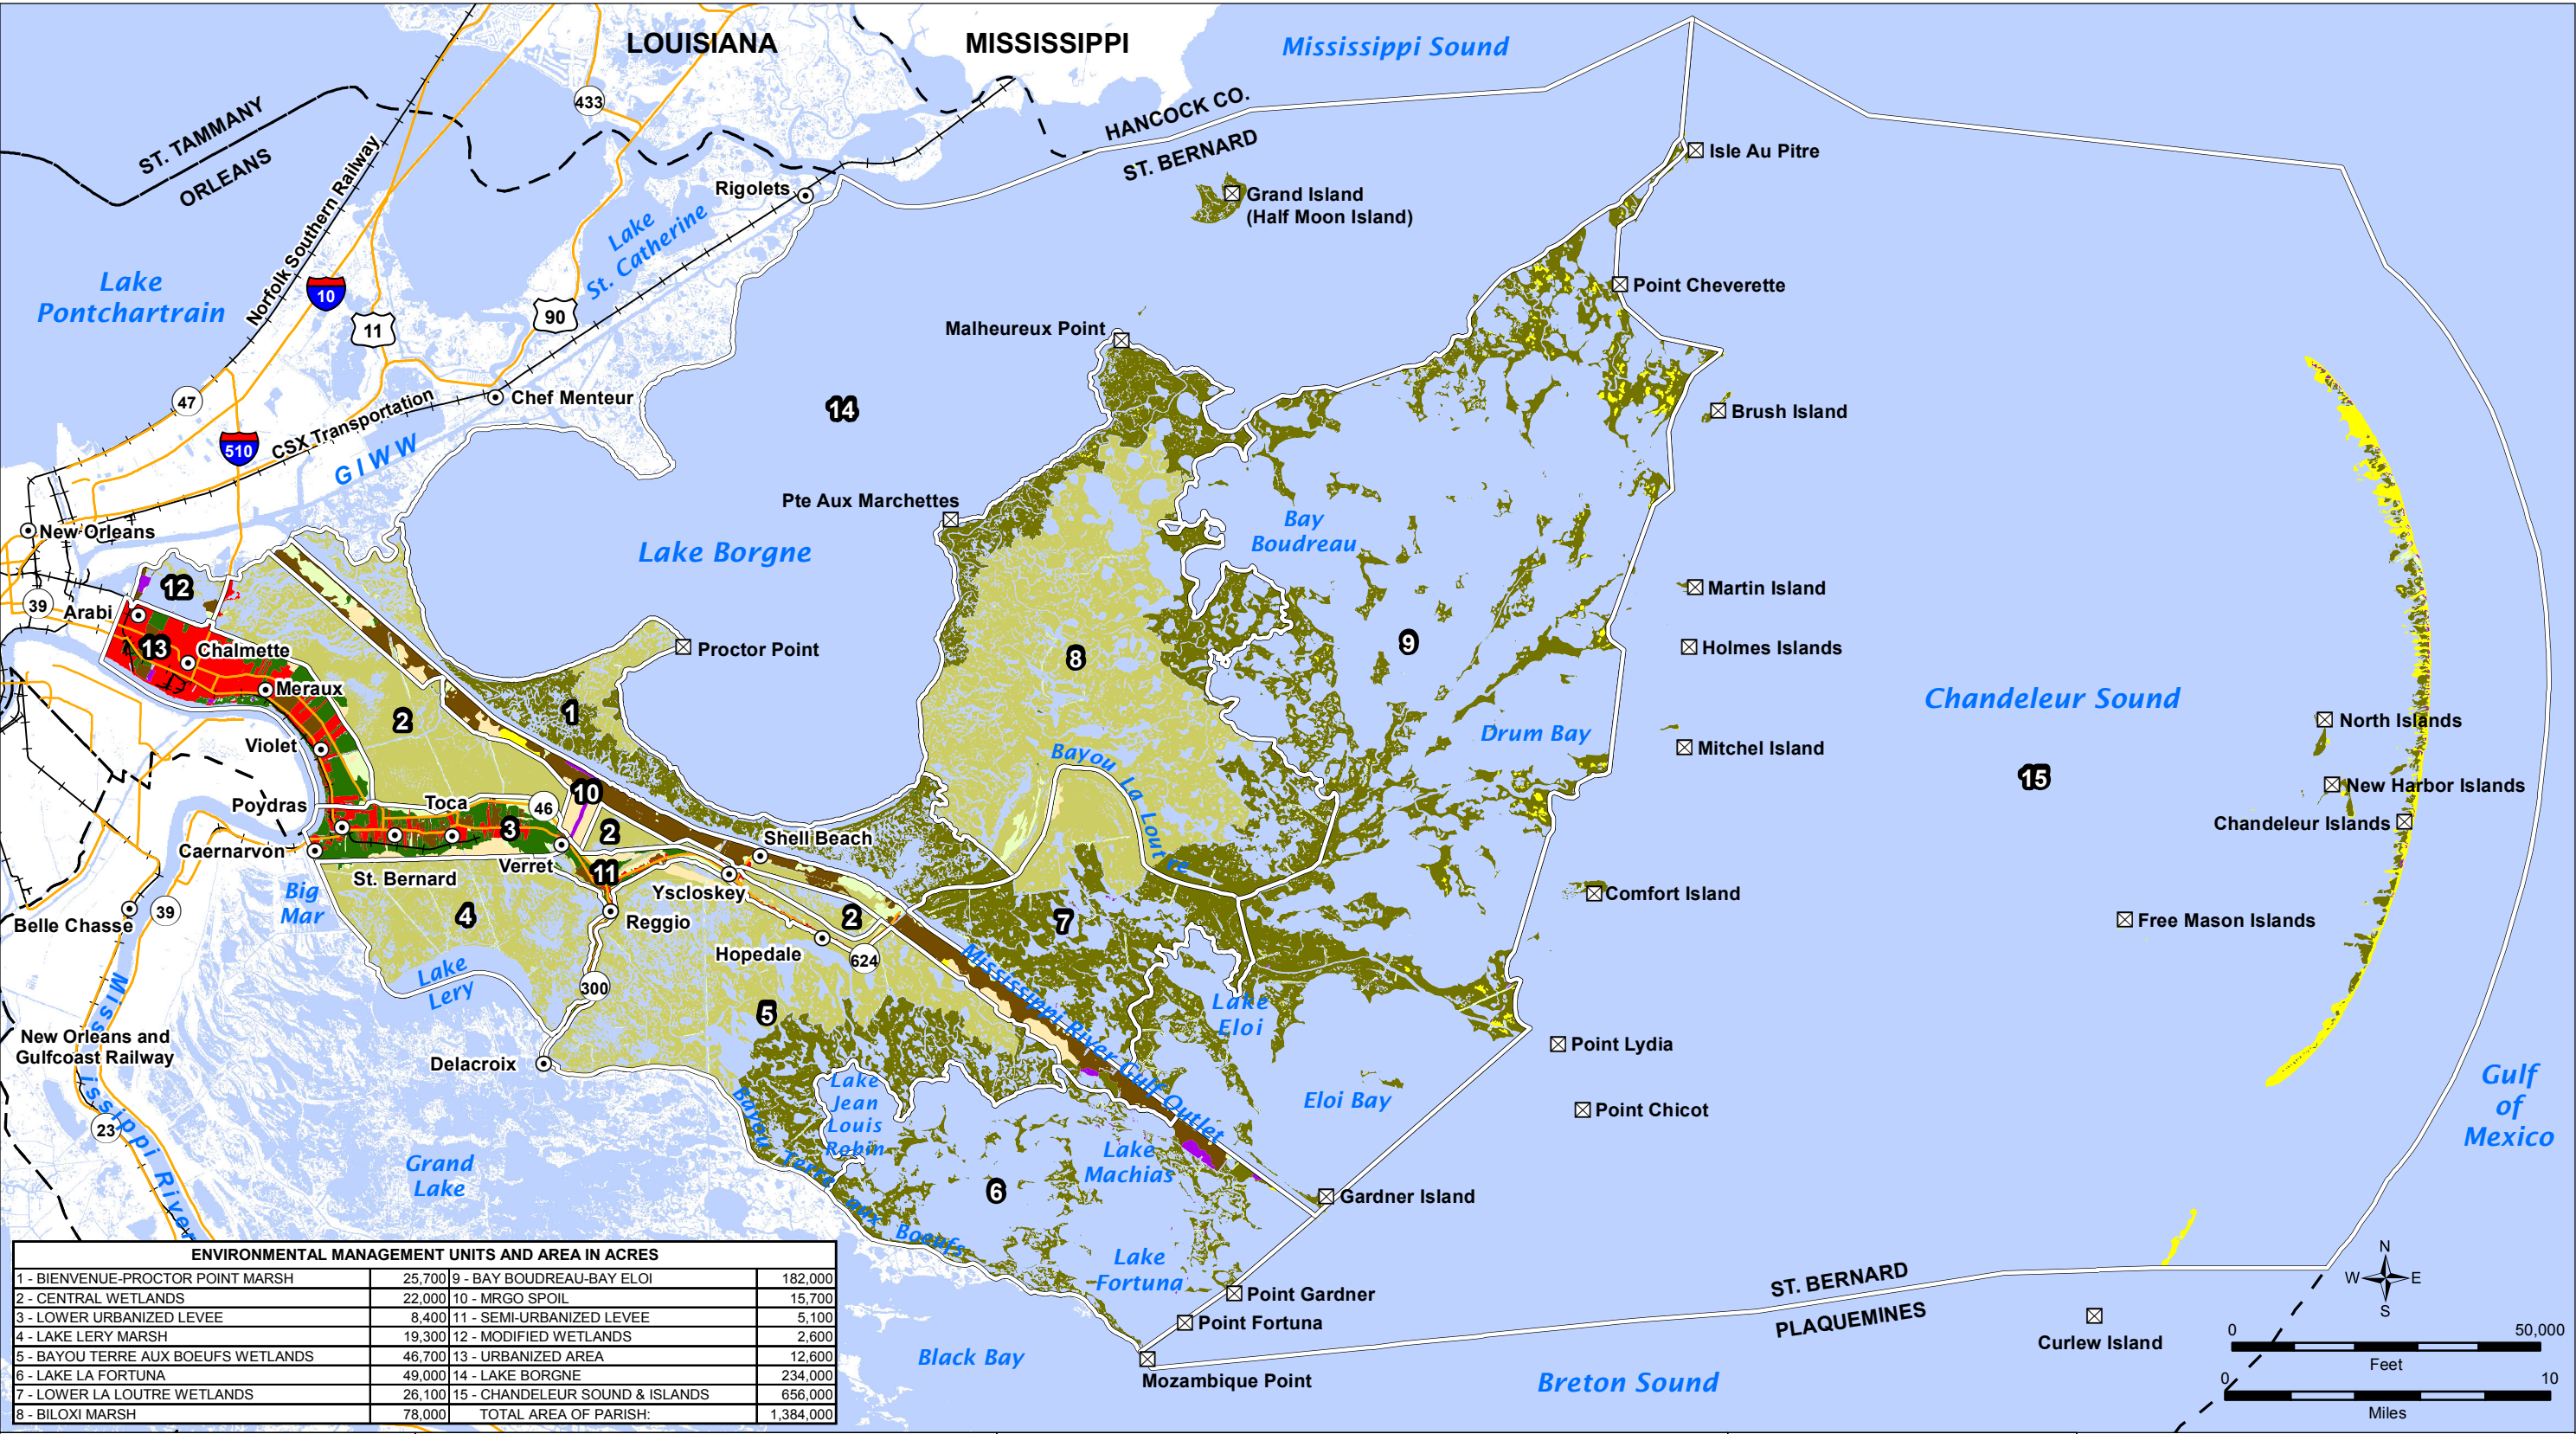 LOUISIANA
MISSISSIPPI
Mississippi Sound
ST. TAMMANY
ORLEANS
HANCOCK CO.
ST. BERNARD
433
Norfolk Southern Railway
Rigolets
Isle Au Pitre
Grand Island
(Half Moon Island)
Lake
St. Catherine
Lake
Pontchartrain
10
11
90
Point Cheverette
Malheureux Point
47
Chef Menteur
CSX Transportation
510
GIWW
14
Brush Island
Pte Aux Marchettes
New Orleans
Lake Borgne
Bay
Boudreau
12
39
Arabi
13
Chalmette
Meraux
Proctor Point
Martin Island
Holmes Islands
8
9
Chandeleur Sound
1
2
North Islands
Violet
Drum Bay
Mitchel Island
Bayou La Loutre
15
New Harbor Islands
Poydras
Toca
46
10
3
2
Chandeleur Islands
Caernarvon
Shell Beach
Verret
11
St. Bernard
Yscloskey
Big
Mar
Comfort Island
Belle Chasse
39
4
Reggio
2
7
Free Mason Islands
Hopedale
624
Lake
Lery
300
Mississippi River Gulf Outlet
5
Lake
Eloi
New Orleans and
Gulfcoast Railway
Mississippi River
Delacroix
Point Lydia
Lake
Jean
Louis
Robin
Eloi Bay
Point Chicot
Gulf
of
Mexico
23
Bayou Terre aux Boeufs
Grand
Lake
Lake
Machias
6
Gardner Island
Lake
Fortuna
Point Gardner
Point Fortuna
Black Bay
Mozambique Point
Breton Sound
ST. BERNARD
PLAQUEMINES
Curlew Island
N
W E
S
0 50,000
Feet
0 10
Miles
ENVIRONMENTAL MANAGEMENT UNITS AND AREA IN ACRES
1 - BIENVENUE-PROCTOR POINT MARSH 25,700 9 - BAY BOUDREAU-BAY ELOI 182,000
2 - CENTRAL WETLANDS 22,000 10 - MRGO SPOIL 15,700
3 - LOWER URBANIZED LEVEE 8,400 11 - SEMI-URBANIZED LEVEE 5,100
4 - LAKE LERY MARSH 19,300 12 - MODIFIED WETLANDS 2,600
5 - BAYOU TERRE AUX BOEUFS WETLANDS 46,700 13 - URBANIZED AREA 12,600
6 - LAKE LA FORTUNA 49,000 14 - LAKE BORGNE 234,000
7 - LOWER LA LOUTRE WETLANDS 26,100 15 - CHANDELEUR SOUND & ISLANDS 656,000
8 - BILOXI MARSH 78,000 TOTAL AREA OF PARISH: 1,384,000